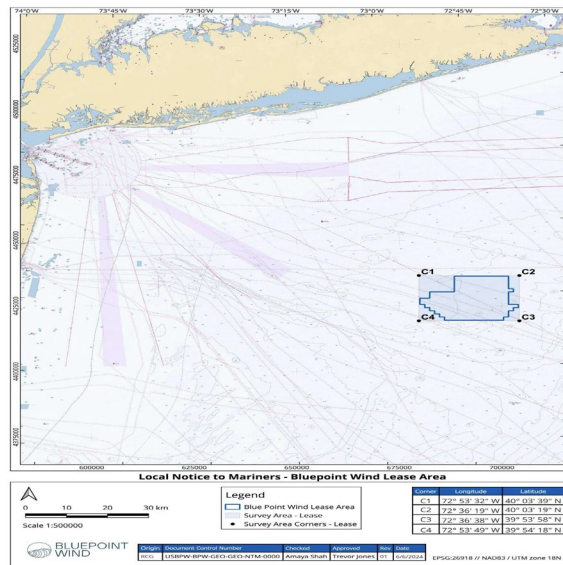 74°0'W 73°45'W 73°30'W 73°15'W 73°0'W 72°45'W 72°30'W
4525000
4500000
4475000
4450000
4425000
4400000
4375000
C1
C2
C4
C3
600000 625000 650000 675000 700000
Local Notice to Mariners - Bluepoint Wind Lease Area
0 10 20 30 km
Scale 1:500000
Legend
Blue Point Wind Lease Area
Survey Area - Lease
Survey Area Corners - Lease
Corner Longitude Latitude
C1 72° 53' 32" W 40° 03' 39" N
C2 72° 36' 19" W 40° 03' 19" N
C3 72° 36' 38" W 39° 53' 58" N
C4 72° 53' 49" W 39° 54' 18" N
BLUEPOINT
WIND
Origin Document Control Number Checked Approved Rev Date
RCG USBPW-BPW-GEO-GEO-NTM-0000 Amaya Shah Trevor Jones 01 6/6/2024
EPSG:26918 // NAD83 / UTM zone 18N